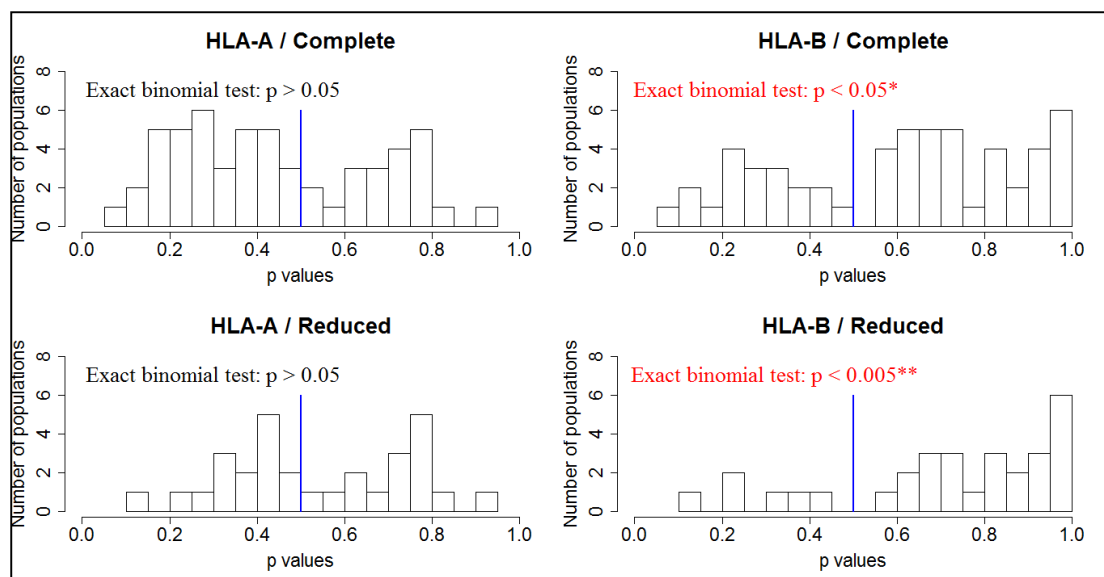 HLA-A / Complete
Exact binomial test: p > 0.05
Number of populations
0 2 4 6 8
0.0 0.2 0.4 0.6 0.8 1.0
p values
HLA-B / Complete
Exact binomial test: p < 0.05*
Number of populations
0 2 4 6 8
0.0 0.2 0.4 0.6 0.8 1.0
p values
HLA-A / Reduced
Exact binomial test: p > 0.05
Number of populations
0 2 4 6 8
0.0 0.2 0.4 0.6 0.8 1.0
p values
HLA-B / Reduced
Exact binomial test: p < 0.005**
Number of populations
0 2 4 6 8
0.0 0.2 0.4 0.6 0.8 1.0
p values